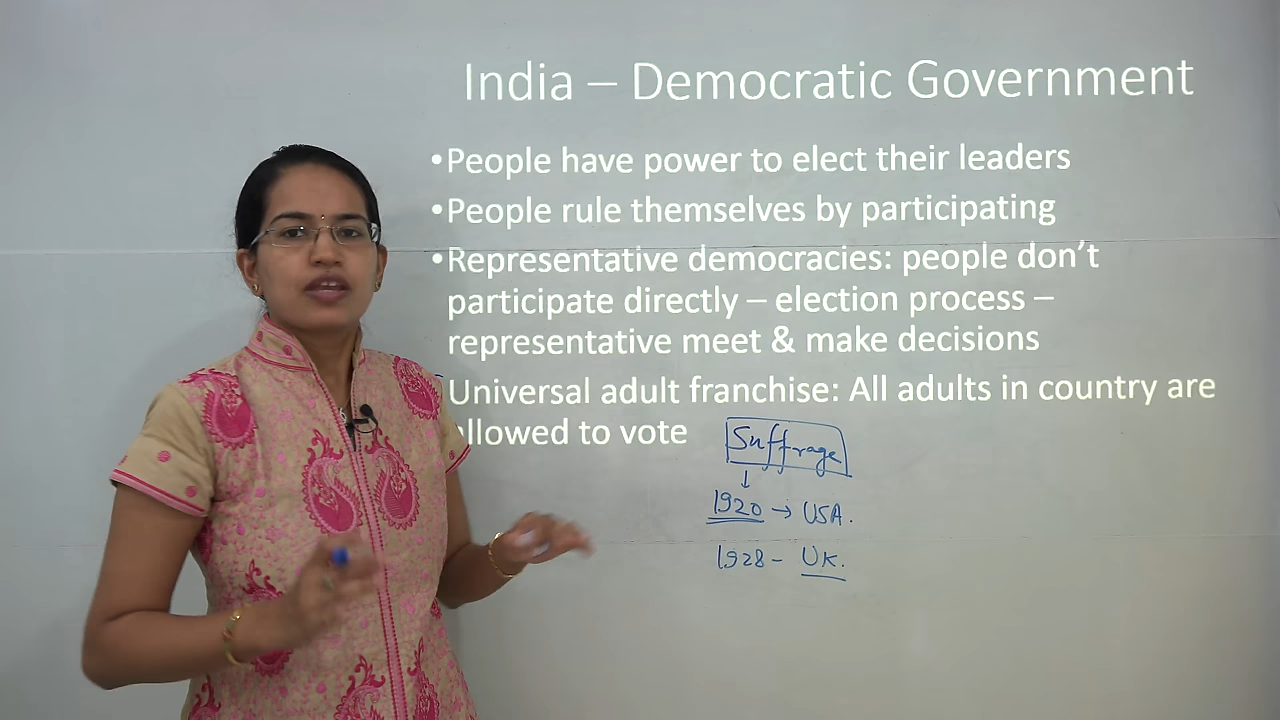 India – Democratic Government
•People have power to elect their leaders
•People rule themselves by participating
•Representative democracies: people don't
participate directly – election process –
representative meet & make decisions
Universal adult franchise: All adults in country are
allowed to vote
Suffrage
↓
1920 → USA.
1928 – UK.